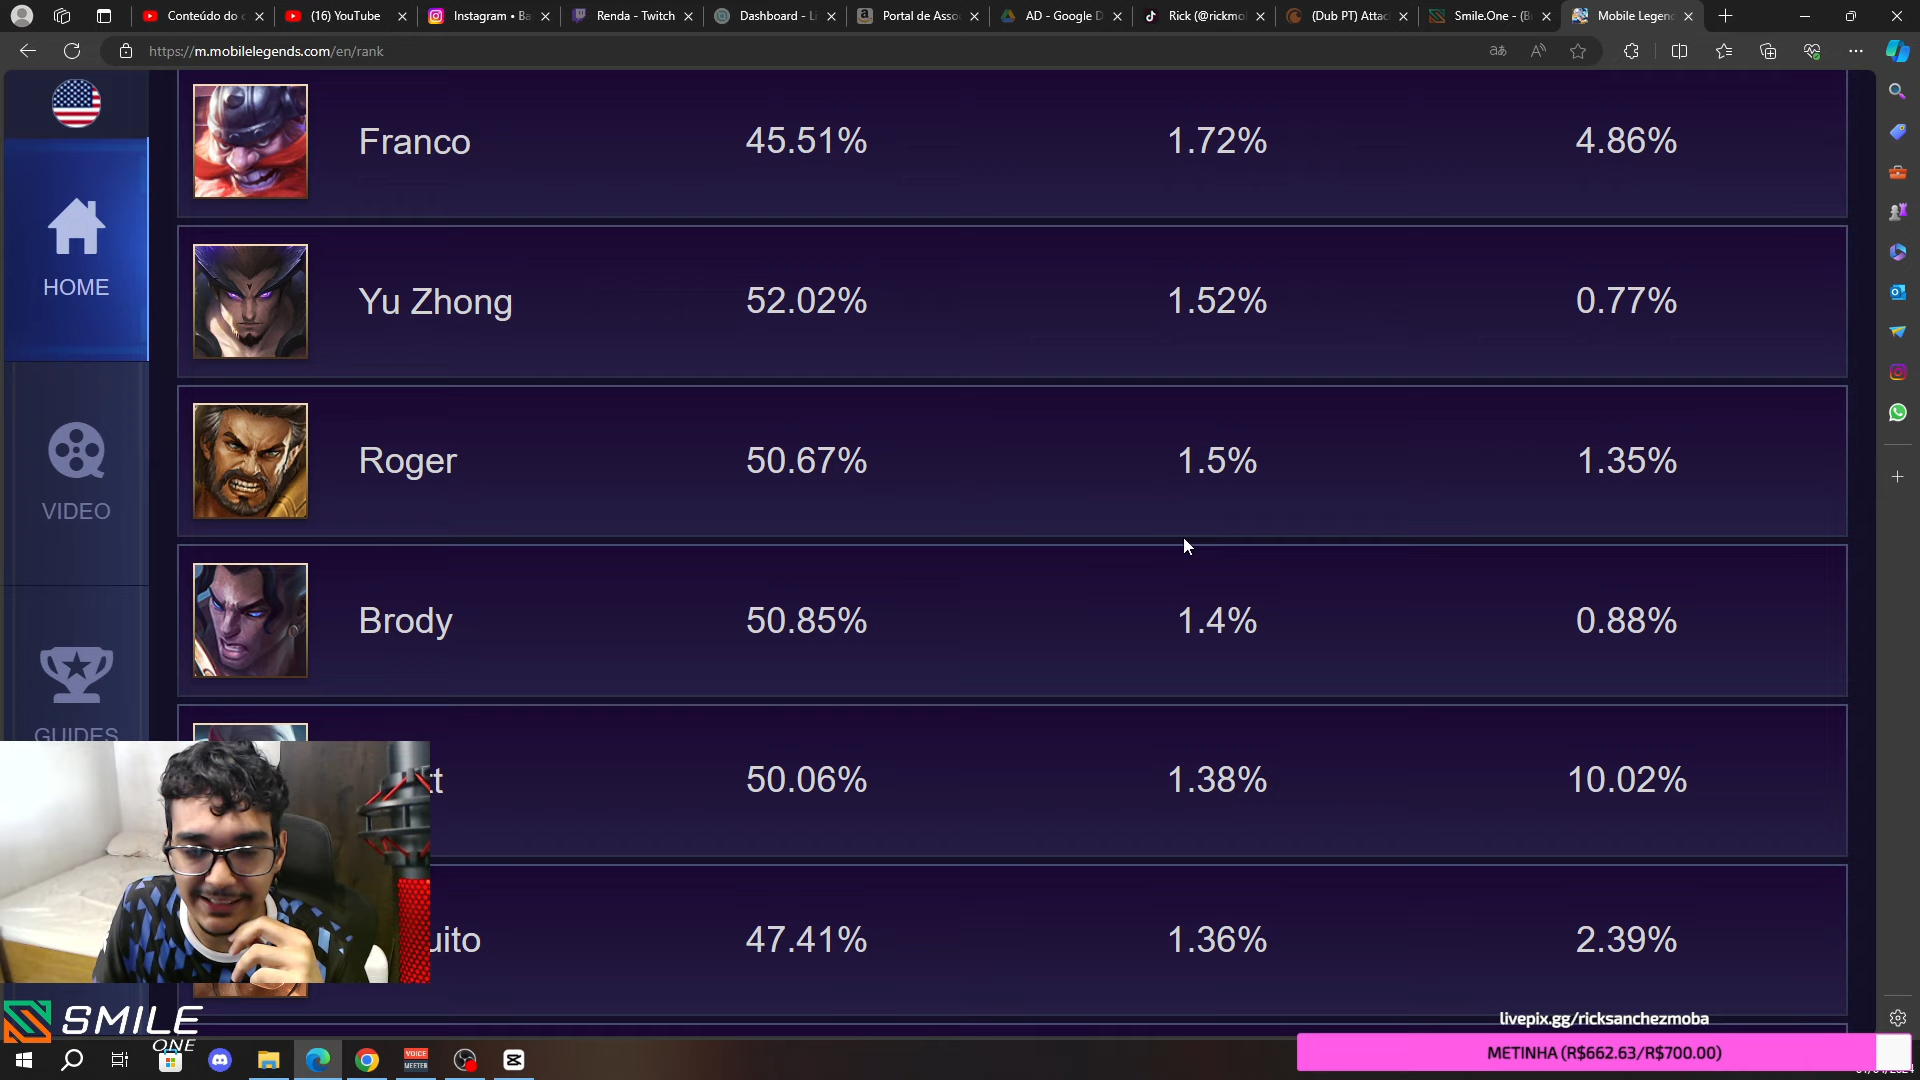 Conteúdo do c
(16) YouTube
Instagram • Ba
Renda - Twitch
Dashboard - Li
Portal de Asso
AD - Google D
Rick (@rickmo
(Dub PT) Attac
Smile.One - (B
Mobile Legen
https://m.mobilelegends.com/en/rank
Franco 45.51% 1.72% 4.86%
HOME
Yu Zhong 52.02% 1.52% 0.77%
Roger 50.67% 1.5% 1.35%
VIDEO
Brody 50.85% 1.4% 0.88%
GUIDES
tt 50.06% 1.38% 10.02%
uito 47.41% 1.36% 2.39%
SMILE
ONE
livepix.gg/ricksanchezmoba
METINHA (R$662.63/R$700.00)
VOICE
MEETER